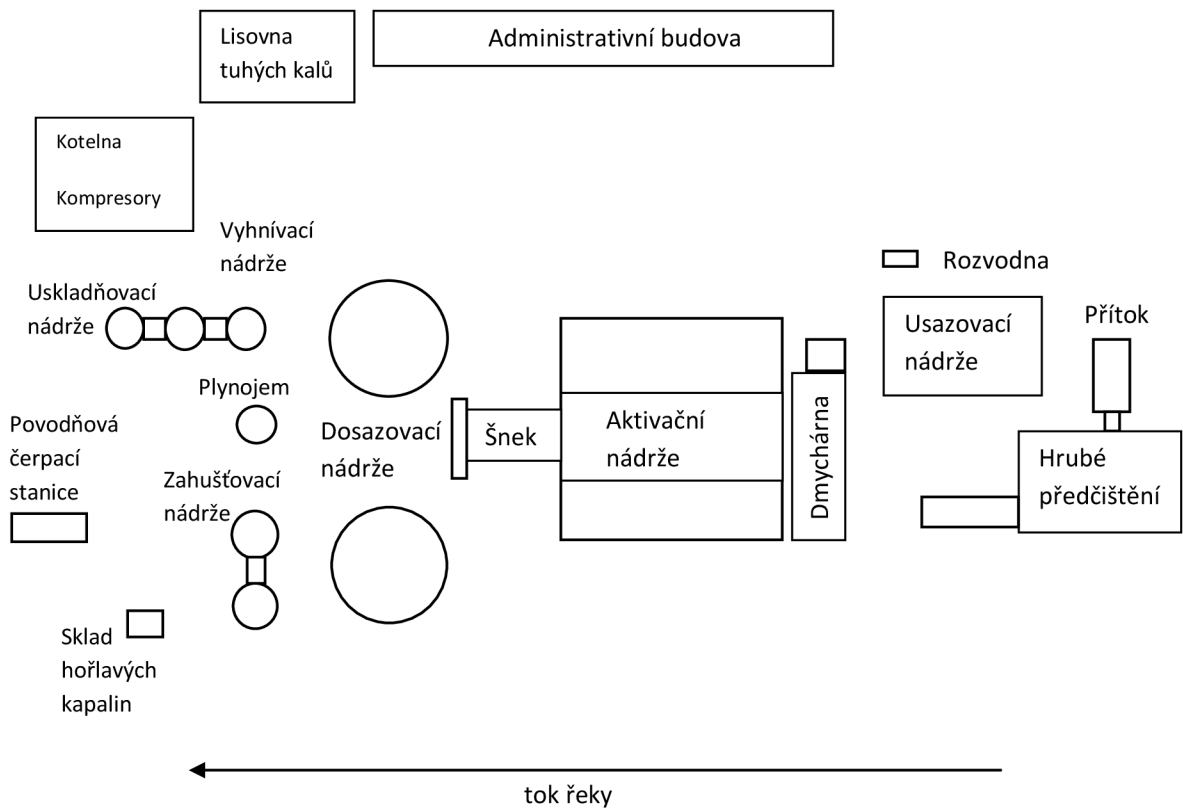 Lisovna
tuhých kalů
Administrativní budova
Kotelna
Kompresory
Vyhnívací
nádrže
Rozvodna
Uskladňovací
nádrže
Usazovací
nádrže
Přítok
Plynojem
Povodňová
čerpací
stanice
Dosazovací
nádrže
Šnek
Aktivační
nádrže
Dmychárna
Hrubé
předčištění
Zahušťovací
nádrže
Sklad
hořlavých
kapalin
tok řeky